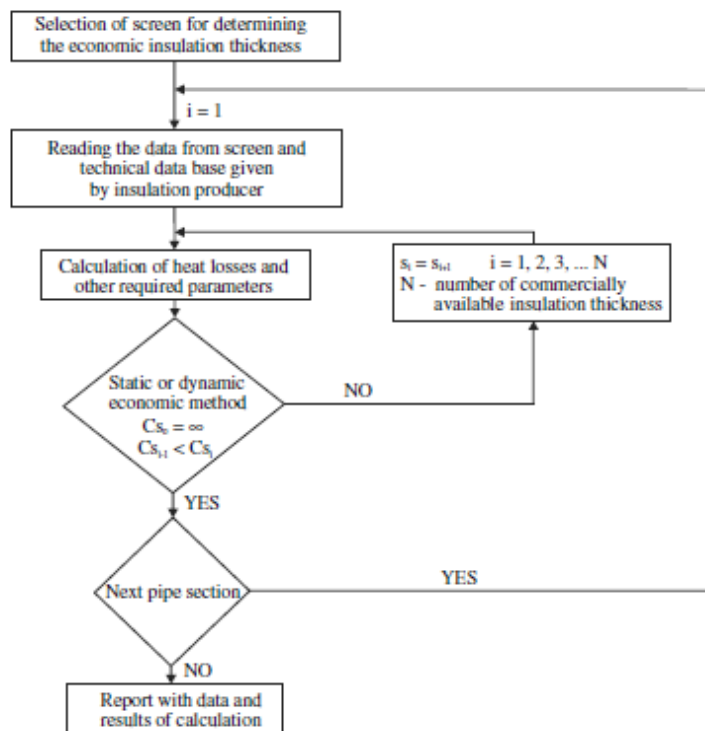 Selection of screen for determining
the economic insulation thickness
i = 1
Reading the data from screen and
technical data base given
by insulation producer
Calculation of heat losses and
other required parameters
sᵢ = sᵢ₊₁ i = 1, 2, 3, ... N
N - number of commercially
available insulation thickness
Static or dynamic
economic method
Cs₀ = ∞
Csᵢ₋₁ < Csᵢ
NO
YES
Next pipe section
YES
NO
Report with data and
results of calculation